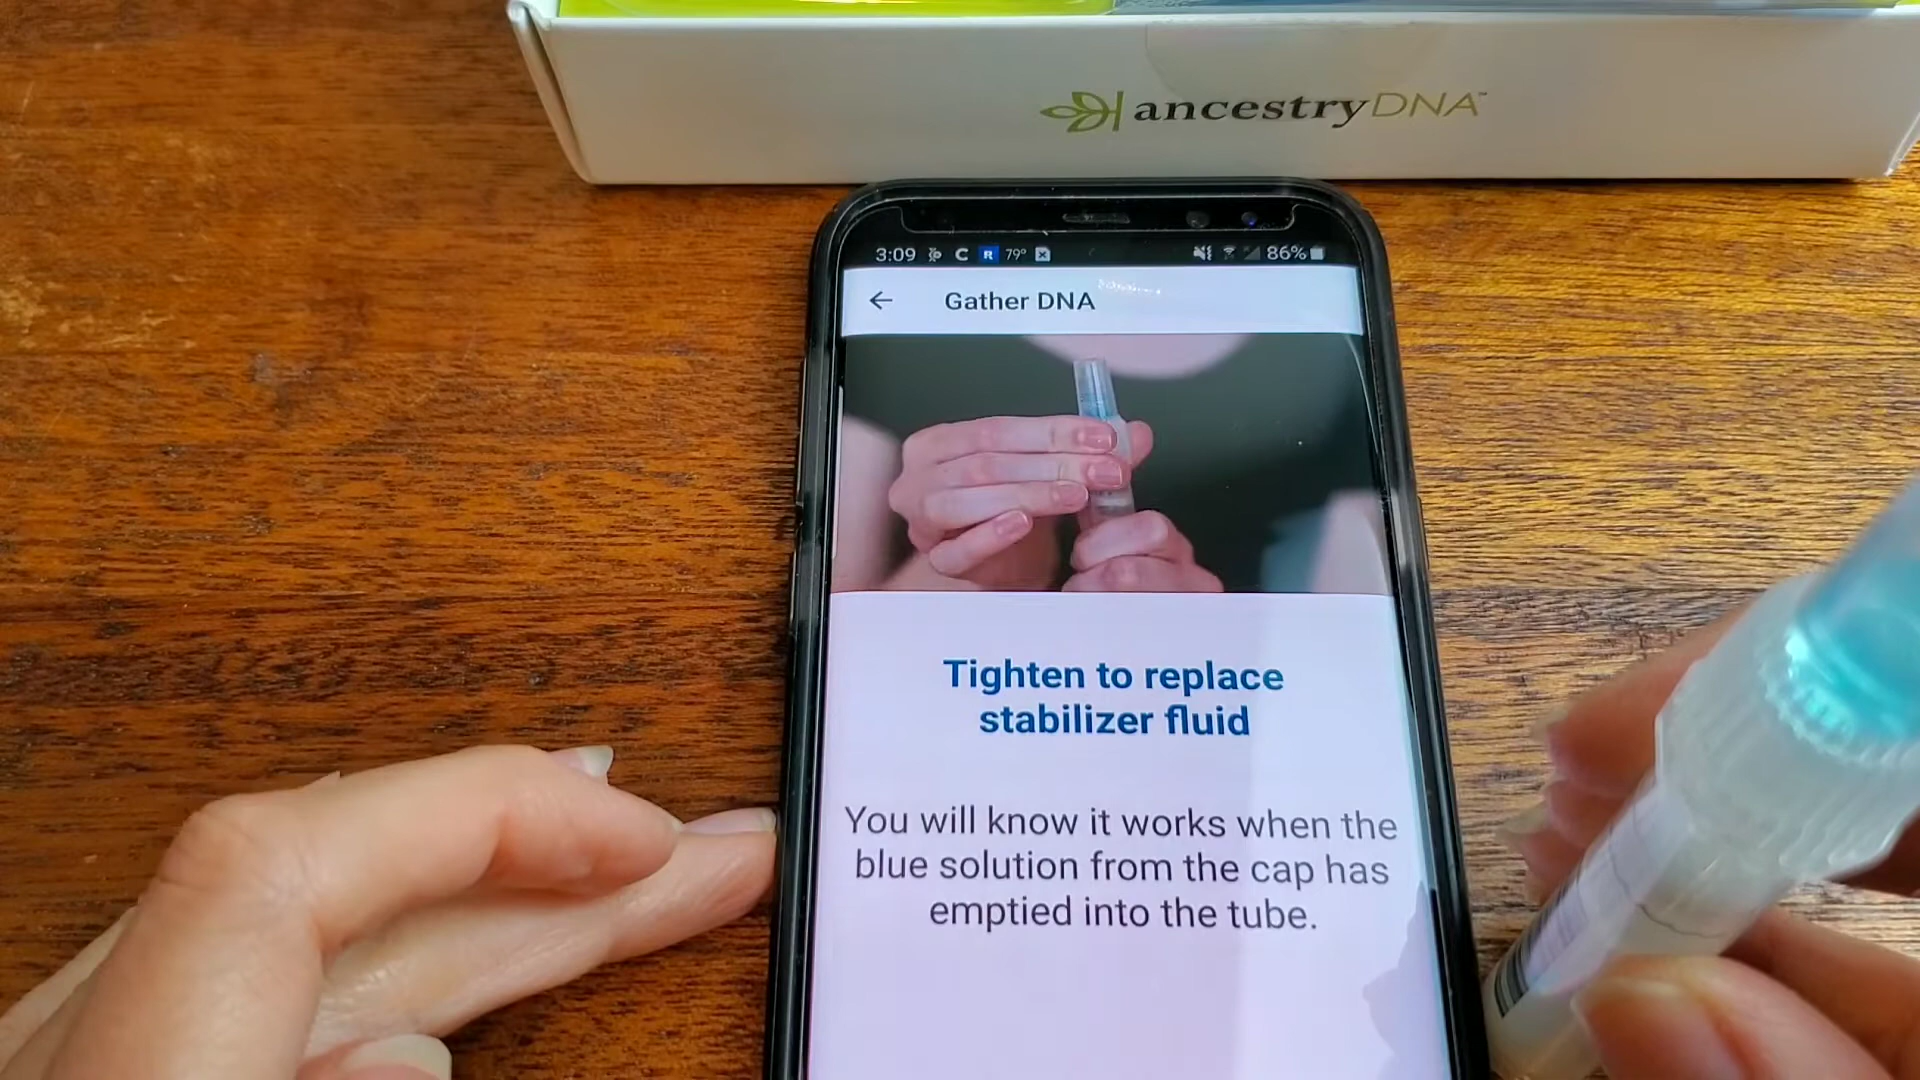 ancestryDNA™
3:09 C R 79° 86%
Gather DNA
Tighten to replace
stabilizer fluid
You will know it works when the
blue solution from the cap has
emptied into the tube.